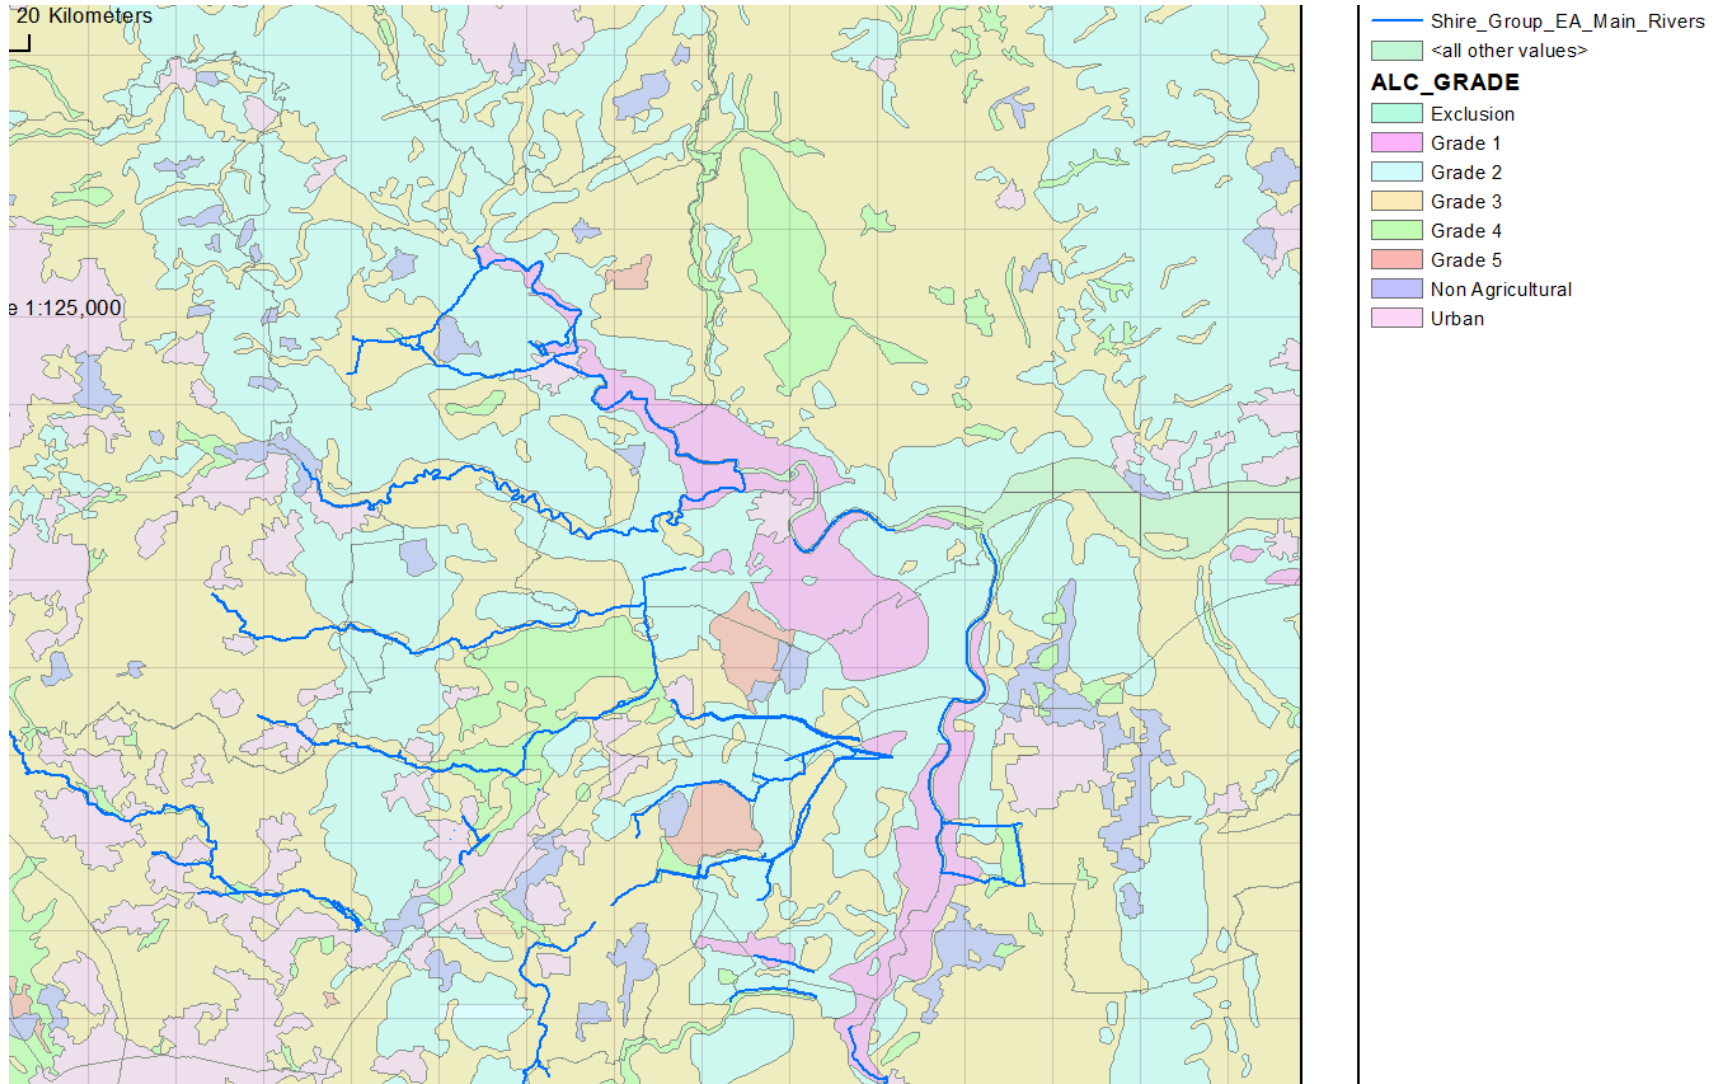 20 Kilometers
e 1:125,000
Shire_Group_EA_Main_Rivers
<all other values>
ALC_GRADE
Exclusion
Grade 1
Grade 2
Grade 3
Grade 4
Grade 5
Non Agricultural
Urban